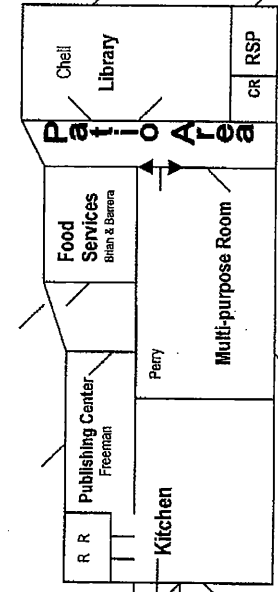 Chell
Library
RSP
CR
Patio Area
Food
Services
Brian & Barrera
Multi-purpose Room
Perry
Publishing Center
Freeman
R R
Kitchen